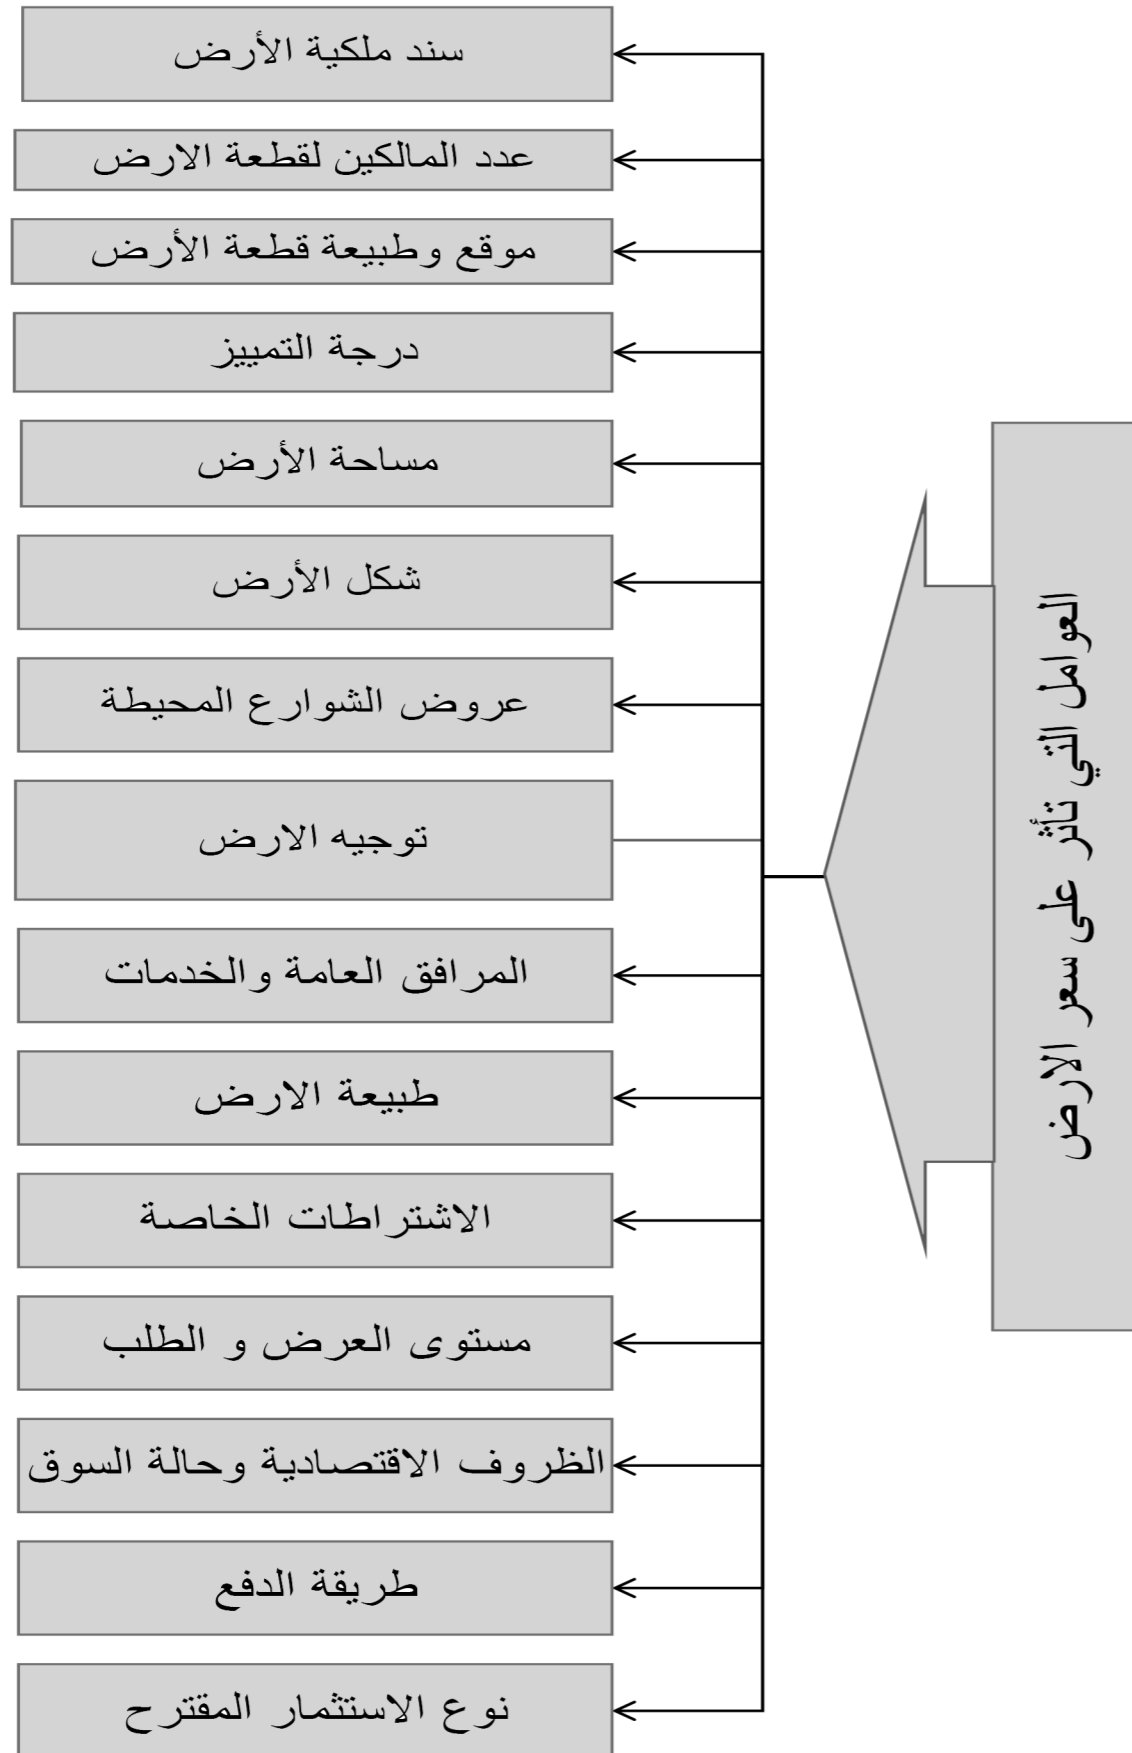 العوامل التي تأثر على سعر الارض
سند ملكية الأرض
عدد المالكين لقطعة الارض
موقع وطبيعة قطعة الأرض
درجة التمييز
مساحة الأرض
شكل الأرض
عروض الشوارع المحيطة
توجيه الارض
المرافق العامة والخدمات
طبيعة الارض
الاشتراطات الخاصة
مستوى العرض و الطلب
الظروف الاقتصادية وحالة السوق
طريقة الدفع
نوع الاستثمار المقترح